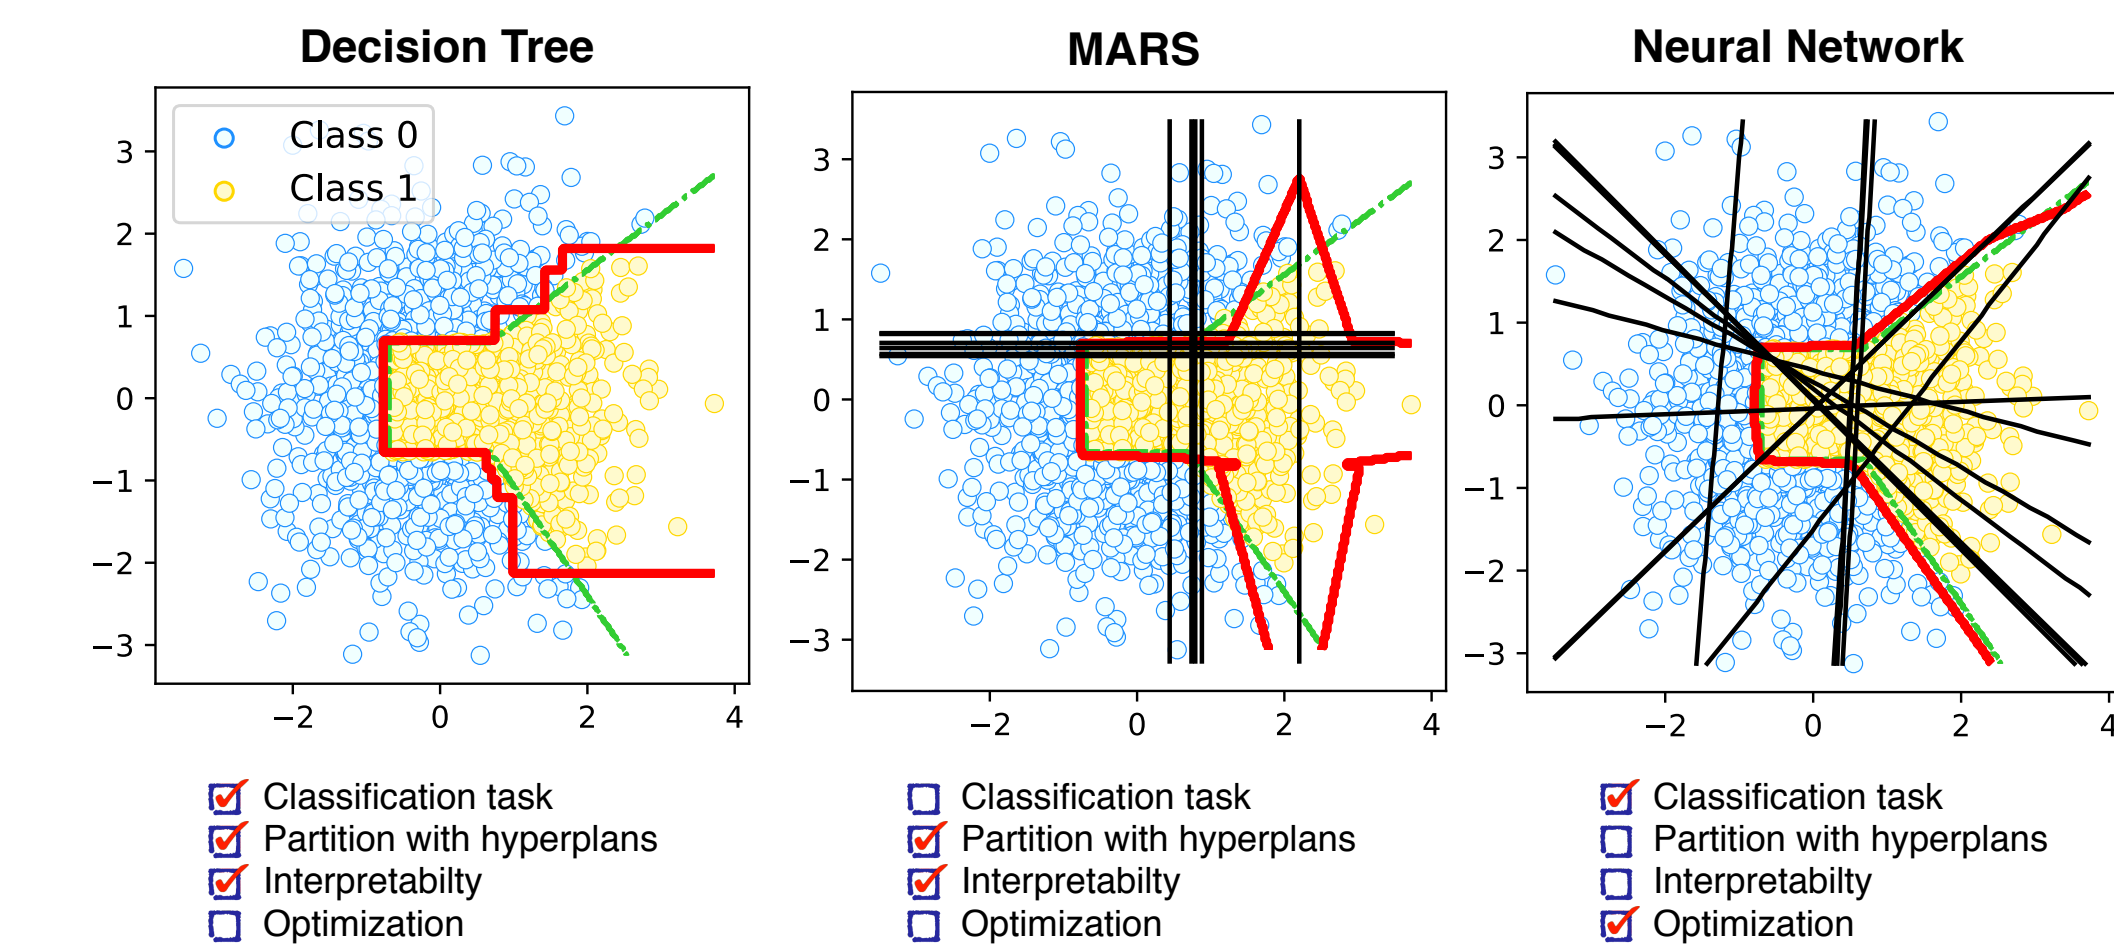 Decision Tree
Class 0
Class 1
3
2
1
0
−1
−2
−3
−2
0
2
4
Classification task
Partition with hyperplans
Interpretabilty
Optimization
MARS
3
2
1
0
−1
−2
−3
−2
0
2
4
Classification task
Partition with hyperplans
Interpretabilty
Optimization
Neural Network
3
2
1
0
−1
−2
−3
−2
0
2
4
Classification task
Partition with hyperplans
Interpretabilty
Optimization